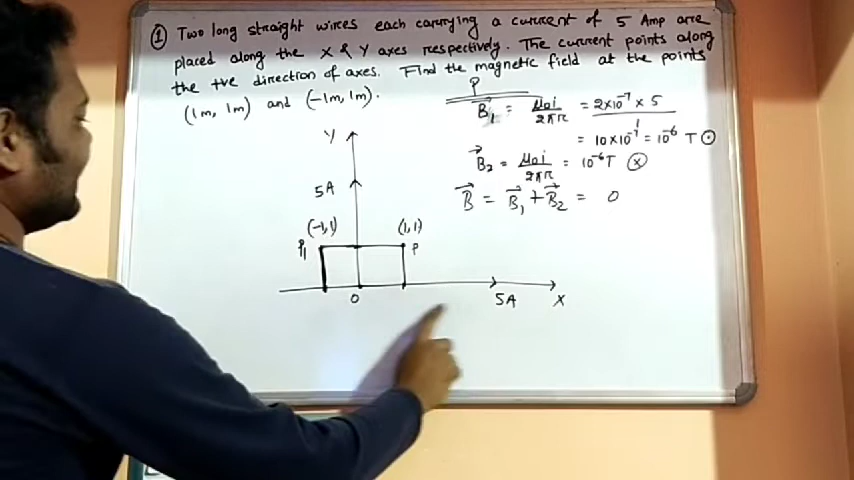 ① Two long straight wires each carrying a current of 5 Amp are
placed along the X & Y axes respectively. The current points along
the +ve direction of axes. Find the magnetic field at the points
(1m, 1m) and (-1m, 1m).
P
B₁ = μ₀i/2πr = 2×10⁻⁷ × 5 / 1
= 10×10⁻⁷ = 10⁻⁶ T ⊙
B₂ = μ₀i/2πr = 10⁻⁶ T ⊗
B = B₁ + B₂ = 0
Y
5A
(-1,1) (1,1)
P₁ P
O 5A X